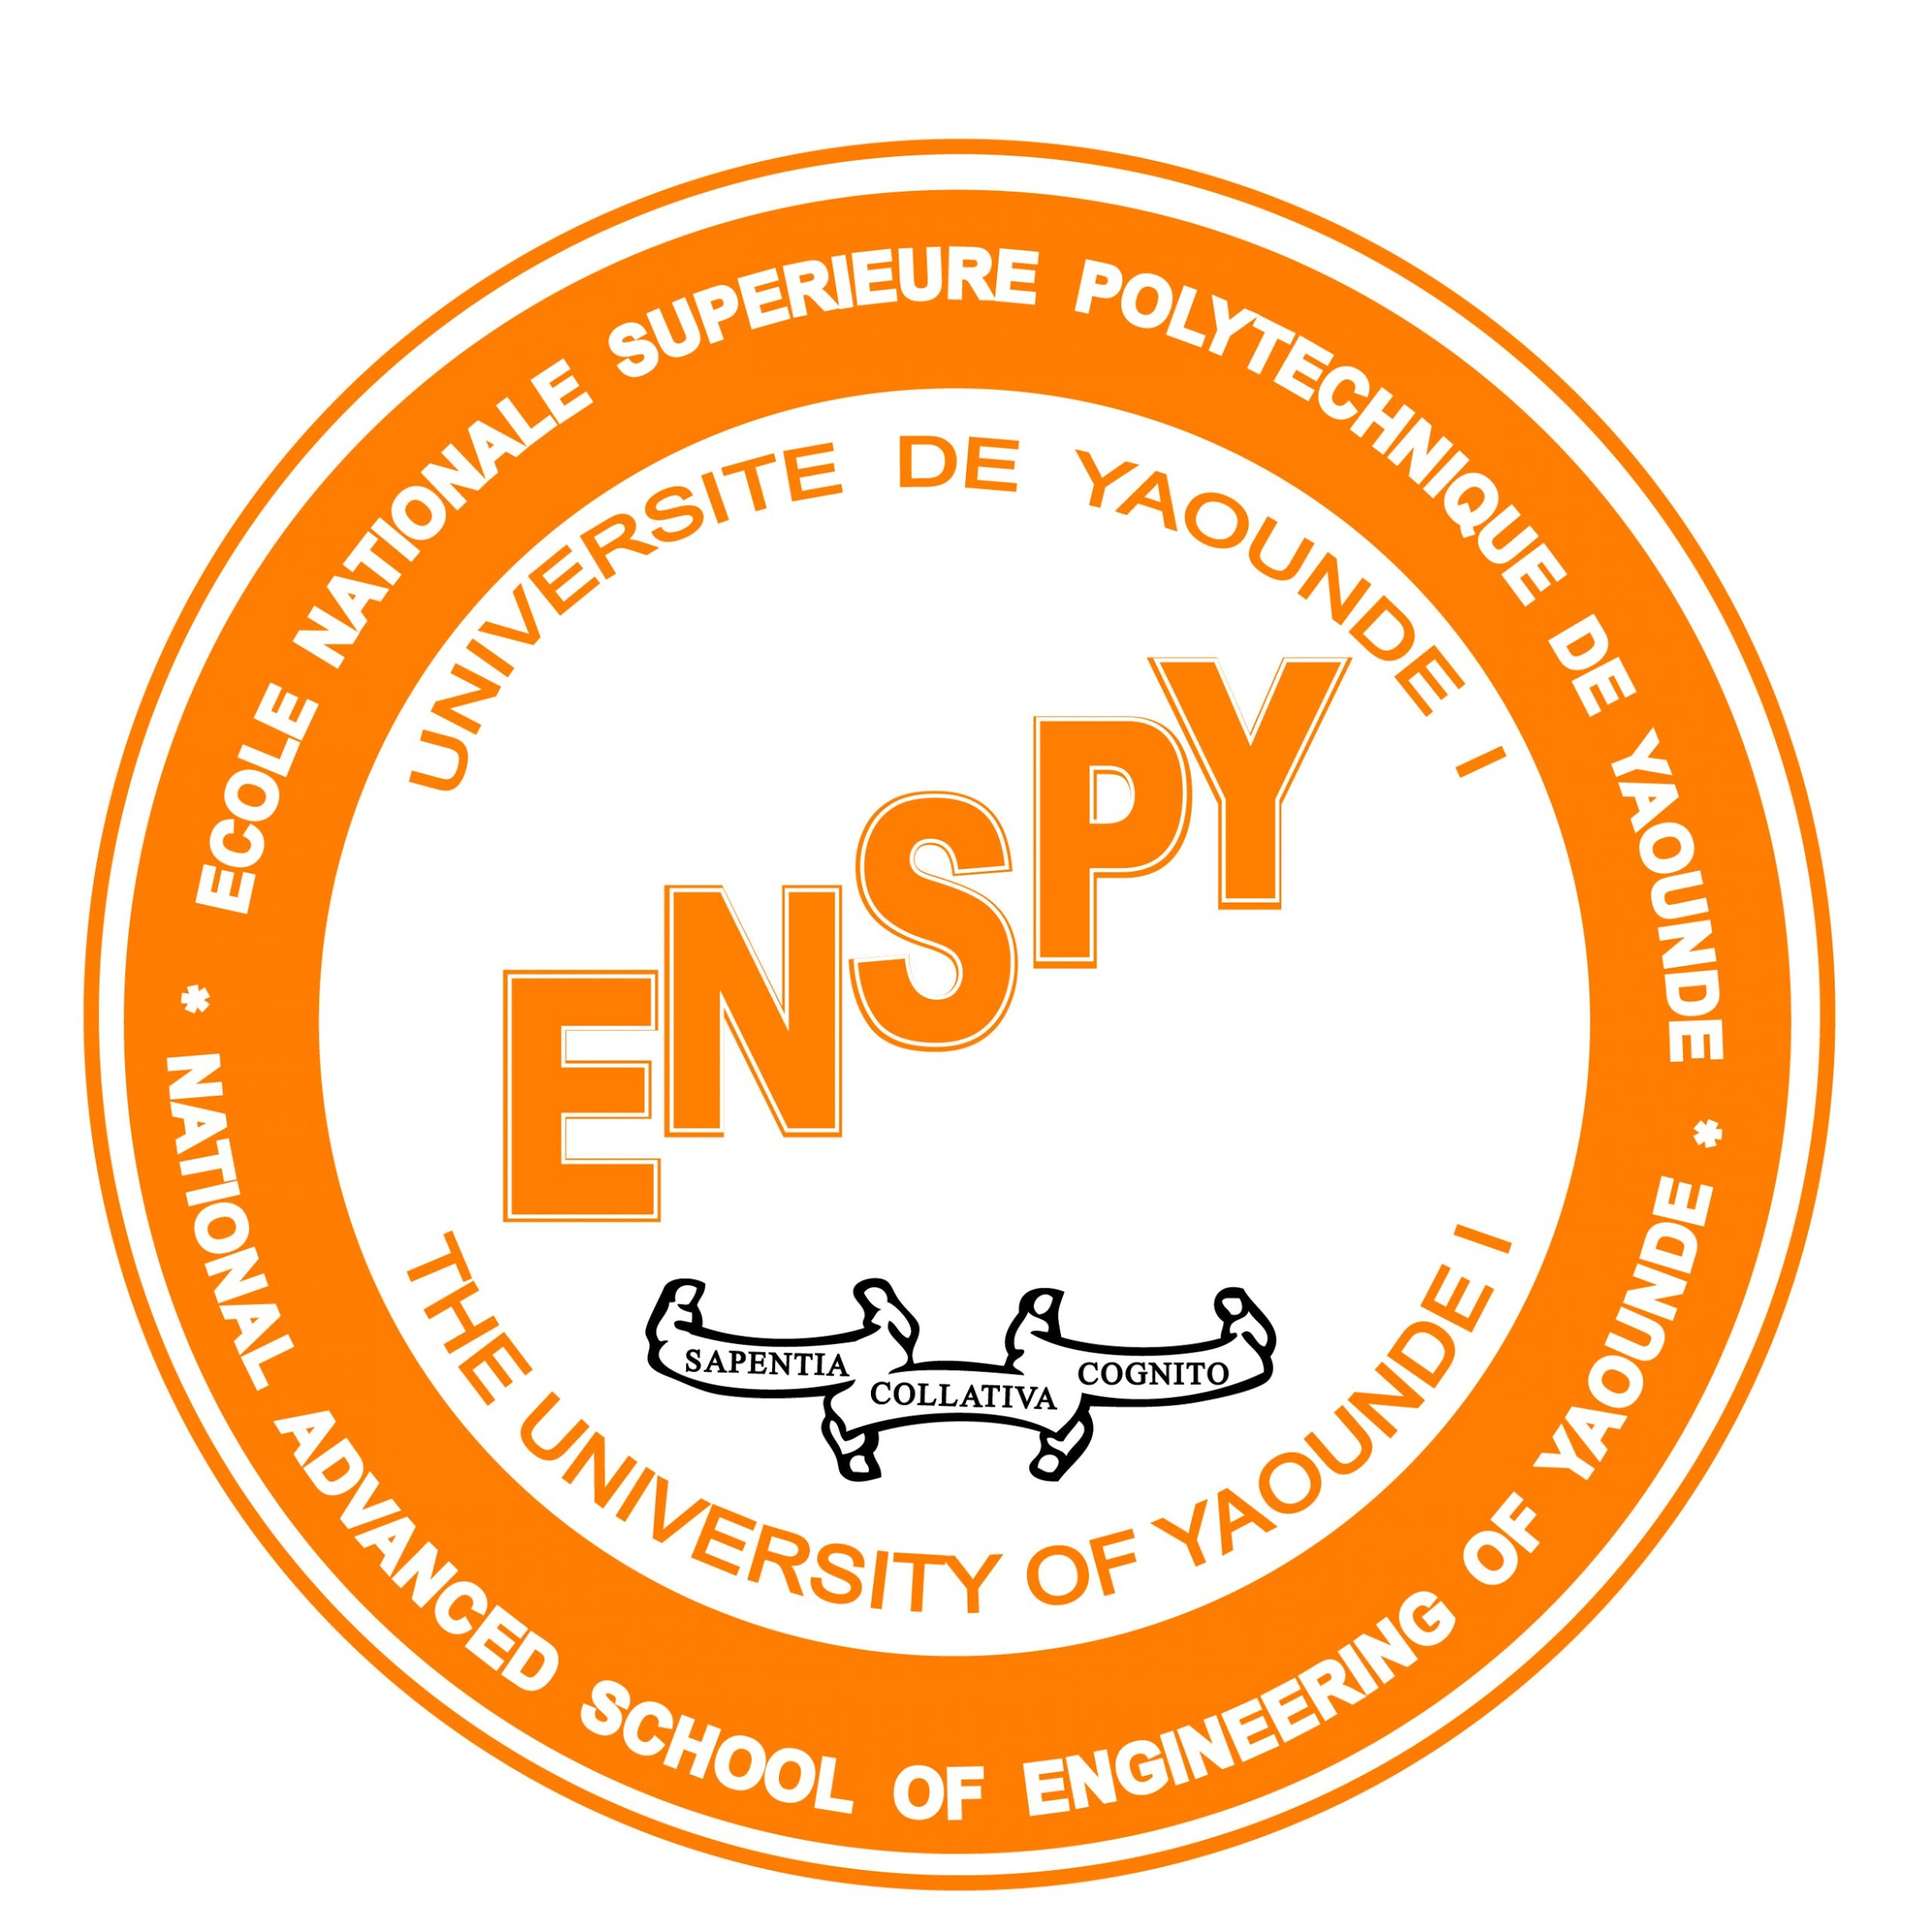 ECOLE NATIONALE SUPERIEURE POLYTECHNIQUE DE YAOUNDE
UNIVERSITE DE YAOUNDE I
ENSPY
SAPENTIA
COLLATIVA
COGNITO
THE UNIVERSITY OF YAOUNDE I
* NATIONAL ADVANCED SCHOOL OF ENGINEERING OF YAOUNDE *